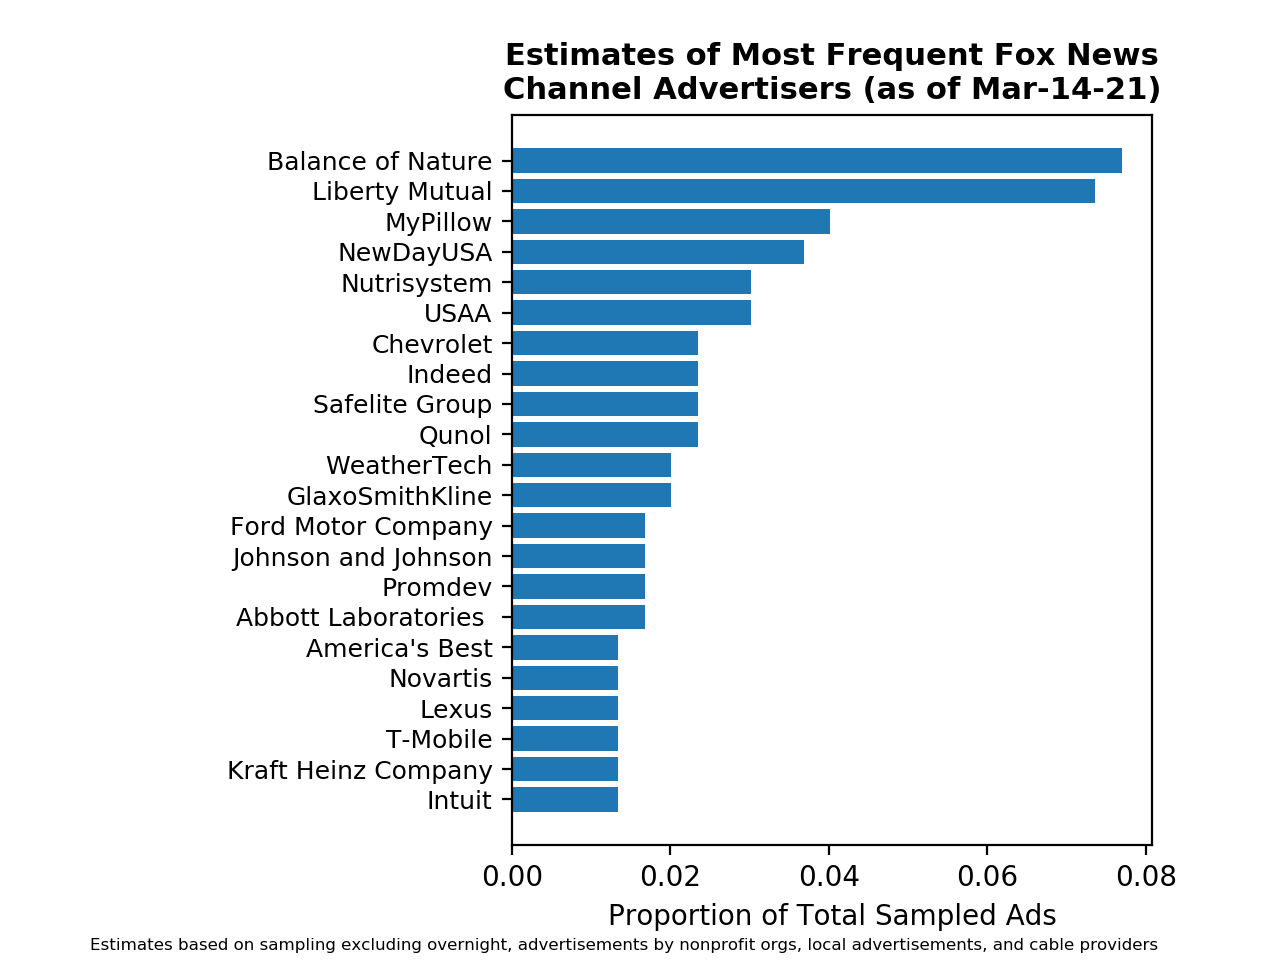 Estimates of Most Frequent Fox News
Channel Advertisers (as of Mar-14-21)
Balance of Nature
Liberty Mutual
MyPillow
NewDayUSA
Nutrisystem
USAA
Chevrolet
Indeed
Safelite Group
Qunol
WeatherTech
GlaxoSmithKline
Ford Motor Company
Johnson and Johnson
Promdev
Abbott Laboratories
America's Best
Novartis
Lexus
T-Mobile
Kraft Heinz Company
Intuit
0.00 0.02 0.04 0.06 0.08
Proportion of Total Sampled Ads
Estimates based on sampling excluding overnight, advertisements by nonprofit orgs, local advertisements, and cable providers